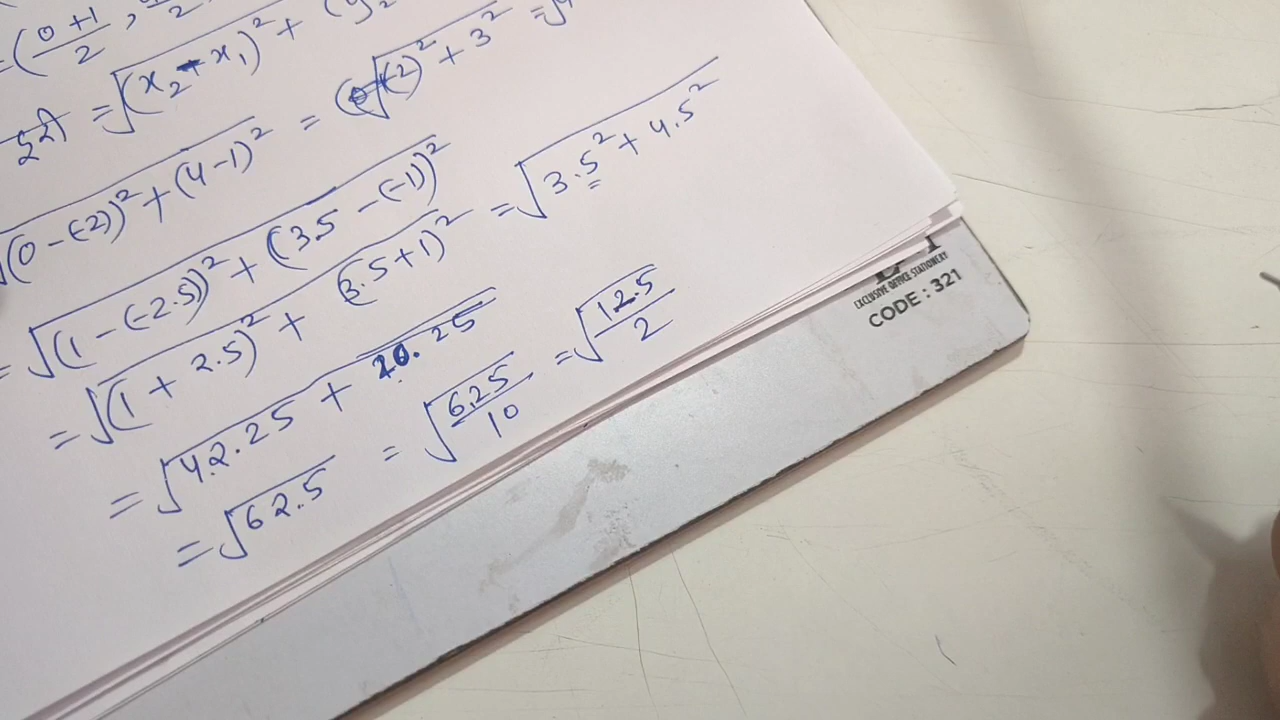 =(0+1/2,
दूरी =√(x₂-x₁)²+(y₂
√(0-(-2))²+(4-1)² = √(-2)²+3² =√
=√(1-(-2.5))²+(3.5-(-1))²
=√(1+2.5)²+(3.5+1)² =√3.5²+4.5²
=√42.25+20.25
=√62.5 =√625/10 =√125/2
EXCLUSIVE OFFICE STATIONERY
CODE : 321